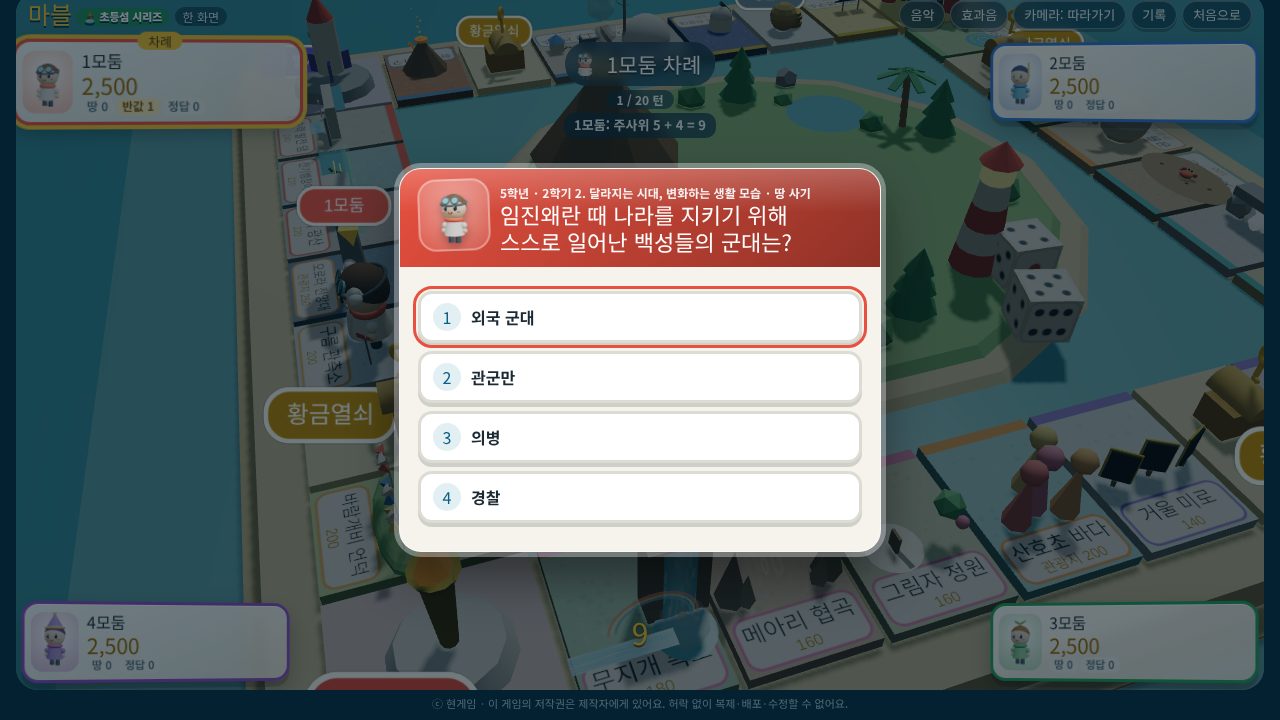 마블
초등섬 시리즈
한 화면
황금열쇠
음악
효과음
카메라: 따라가기
기록
처음으로
차례
1모둠
2,500
땅 0 반값 1 정답 0
1모둠 차례
1 / 20 턴
1모둠: 주사위 5 + 4 = 9
2모둠
2,500
땅 0 정답 0
1모둠
5학년 · 2학기 2. 달라지는 시대, 변화하는 생활 모습 · 땅 사기
임진왜란 때 나라를 지키기 위해
스스로 일어난 백성들의 군대는?
1 외국 군대
2 관군만
3 의병
4 경찰
황금열쇠
바람개비 언덕
200
거울 미로
140
산호초 바다
관광지 200
그림자 정원
160
메아리 협곡
160
9
무지개
180
4모둠
2,500
땅 0 정답 0
3모둠
2,500
땅 0 정답 0
ⓒ 현게임 · 이 게임의 저작권은 제작자에게 있어요. 허락 없이 복제·배포·수정할 수 없어요.